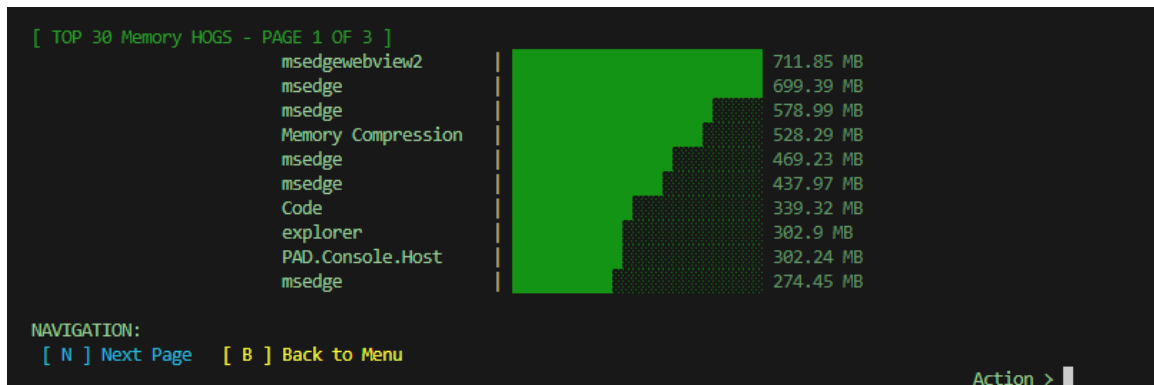 [ TOP 30 Memory HOGS - PAGE 1 OF 3 ]
msedgewebview2 | 711.85 MB
msedge | 699.39 MB
msedge | 578.99 MB
Memory Compression | 528.29 MB
msedge | 469.23 MB
msedge | 437.97 MB
Code | 339.32 MB
explorer | 302.9 MB
PAD.Console.Host | 302.24 MB
msedge | 274.45 MB
NAVIGATION:
[ N ] Next Page [ B ] Back to Menu
Action >